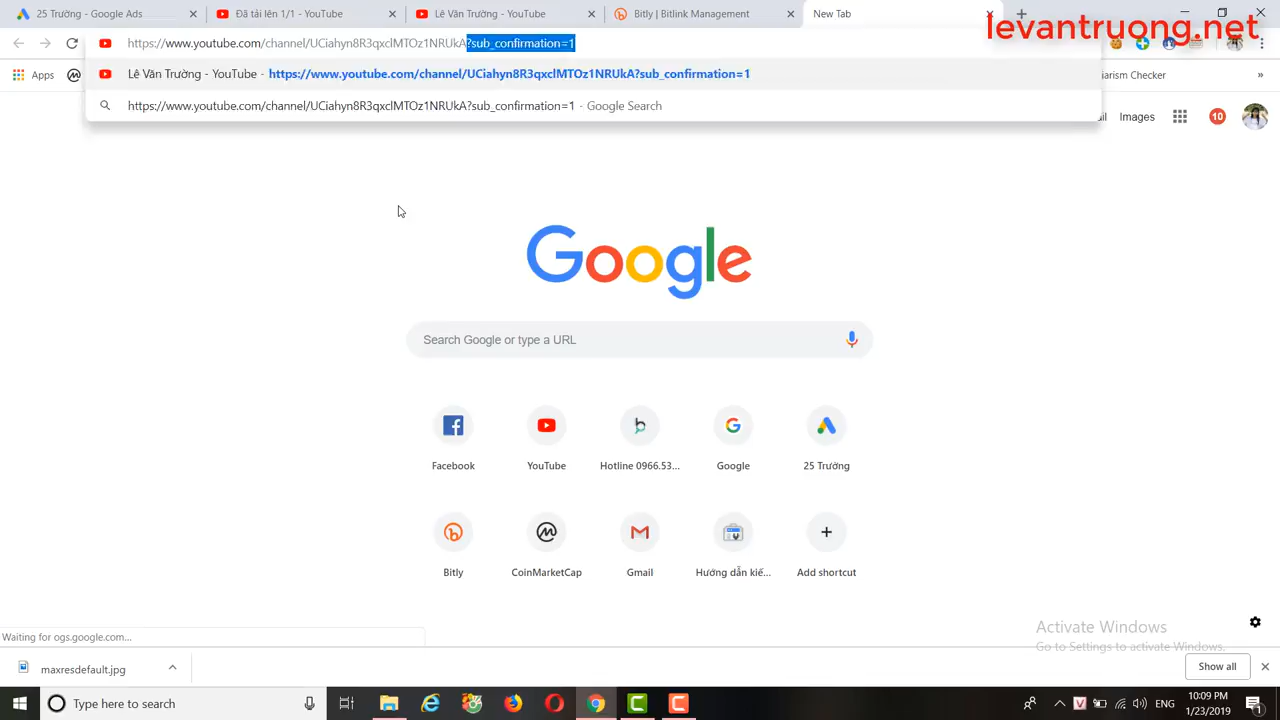 25 Trường - Google Ads
Đã tải lên 1/1 - YouTube
Lê Văn Trường - YouTube
Bitly | Bitlink Management
New Tab
levantruong.net
https://www.youtube.com/channel/UCiahyn8R3qxclMTOz1NRUkA?sub_confirmation=1
Apps
Lê Văn Trường - YouTube - https://www.youtube.com/channel/UCiahyn8R3qxclMTOz1NRUkA?sub_confirmation=1
iarism Checker
»
https://www.youtube.com/channel/UCiahyn8R3qxclMTOz1NRUkA?sub_confirmation=1 - Google Search
ail
Images
10
Google
Search Google or type a URL
Facebook
YouTube
Hotline 0966.53...
Google
25 Trường
Bitly
CoinMarketCap
Gmail
Hướng dẫn kiế...
Add shortcut
Activate Windows
Go to Settings to activate Windows.
Waiting for ogs.google.com...
maxresdefault.jpg
Show all
Type here to search
ENG
10:09 PM
1/23/2019